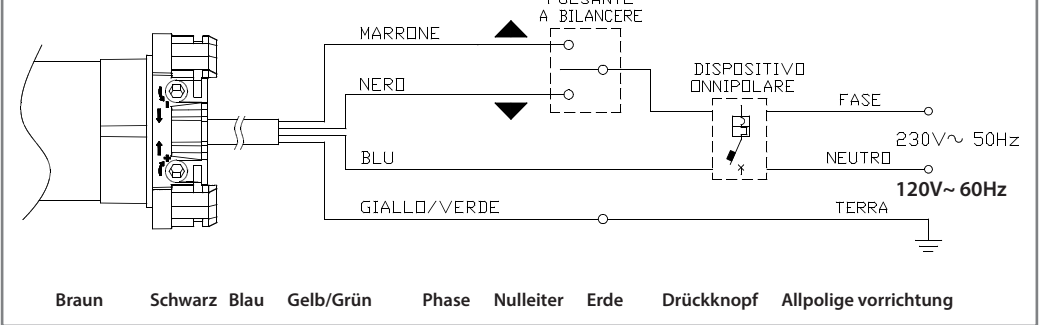 PULSANTE
A BILANCERE
MARRONE
DISPOSITIVO
ONNIPOLARE
NERO
FASE
230V~ 50Hz
BLU
NEUTRO
120V~ 60Hz
GIALLO/VERDE
TERRA
Braun Schwarz Blau Gelb/Grün Phase Nulleiter Erde Drückknopf Allpolige vorrichtung